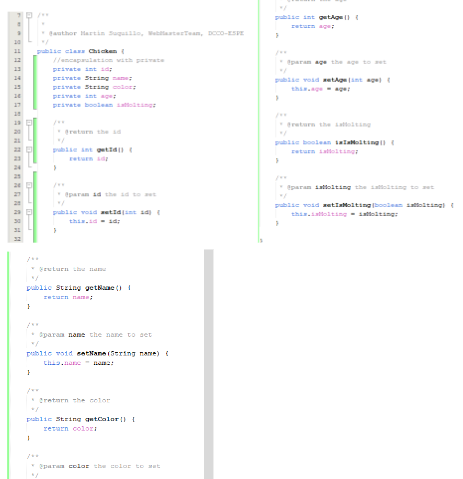 7 /**
8 *
9 * @author Martin Suquillo, WebMasterTeam, DCCO-ESPE
10 */
11 public class Chicken {
12 //encapsulation with private
13 private int id;
14 private String name;
15 private String color;
16 private int age;
17 private boolean isMolting;
18
19 /**
20 * @return the id
21 */
22 public int getId() {
23 return id;
24 }
25
26 /**
27 * @param id the id to set
28 */
29 public void setId(int id) {
30 this.id = id;
31 }
32
/**
* @return the name
*/
public String getName() {
return name;
}
/**
* @param name the name to set
*/
public void setName(String name) {
this.name = name;
}
/**
* @return the color
*/
public String getColor() {
return color;
}
/**
* @param color the color to set
*/
*/
public int getAge() {
return age;
}
/**
* @param age the age to set
*/
public void setAge(int age) {
this.age = age;
}
/**
* @return the isMolting
*/
public boolean isIsMolting() {
return isMolting;
}
/**
* @param isMolting the isMolting to set
*/
public void setIsMolting(boolean isMolting) {
this.isMolting = isMolting;
}
}